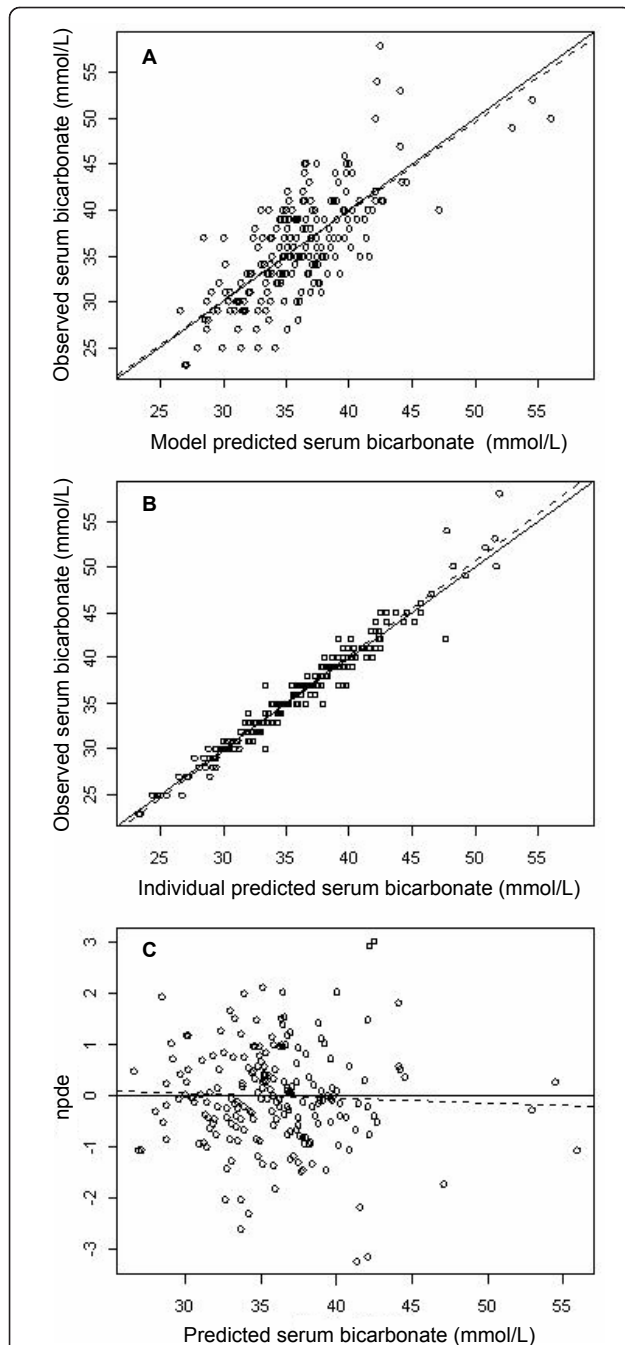 A
Observed serum bicarbonate (mmol/L)
55
50
45
40
35
30
25
25 30 35 40 45 50 55
Model predicted serum bicarbonate (mmol/L)
B
Observed serum bicarbonate (mmol/L)
55
50
45
40
35
30
25
25 30 35 40 45 50 55
Individual predicted serum bicarbonate (mmol/L)
C
npde
3
2
1
0
-1
-2
-3
30 35 40 45 50 55
Predicted serum bicarbonate (mmol/L)